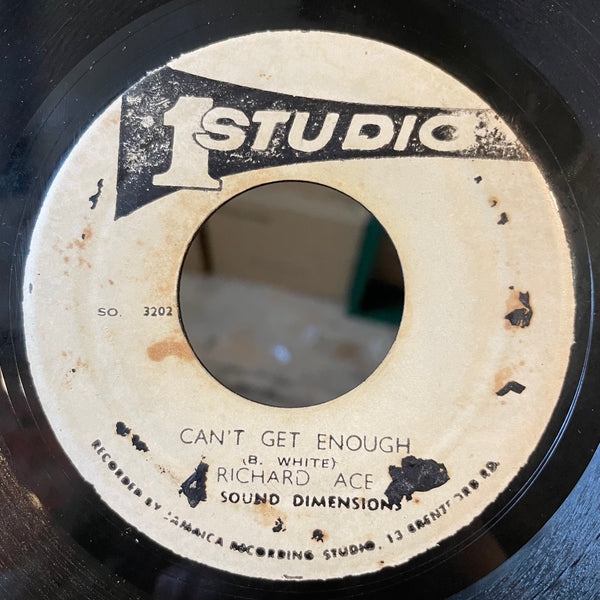 1 STUDIO
SO. 3202
CAN'T GET ENOUGH
(B. WHITE)
RICHARD ACE
SOUND DIMENSIONS
RECORDED BY JAMAICA RECORDING STUDIO, 13 BRENTFORD RD.